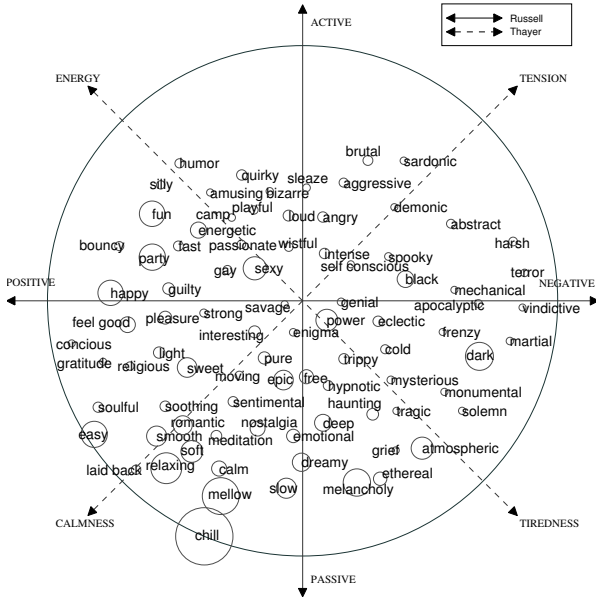 ACTIVE
Russell
Thayer
ENERGY
TENSION
brutal
humor
sardonic
quirky
sleaze
silly
aggressive
amusing
bizarre
playful
demonic
fun
camp
loud
angry
abstract
energetic
bouncy
fast
passionate
wistful
harsh
party
intense
spooky
self conscious
gay
sexy
terror
black
POSITIVE
NEGATIVE
happy
guilty
mechanical
savage
genial
apocalyptic
vindictive
feel good
pleasure
strong
power
eclectic
interesting
enigma
frenzy
martial
concious
light
cold
dark
gratitude
religious
sweet
pure
trippy
moving
epic
free
hypnotic
mysterious
monumental
soulful
soothing
sentimental
haunting
tragic
solemn
romantic
nostalgia
deep
easy
smooth
meditation
emotional
soft
grief
atmospheric
laid back
relaxing
calm
dreamy
ethereal
mellow
slow
melancholy
CALMNESS
TIREDNESS
chill
PASSIVE